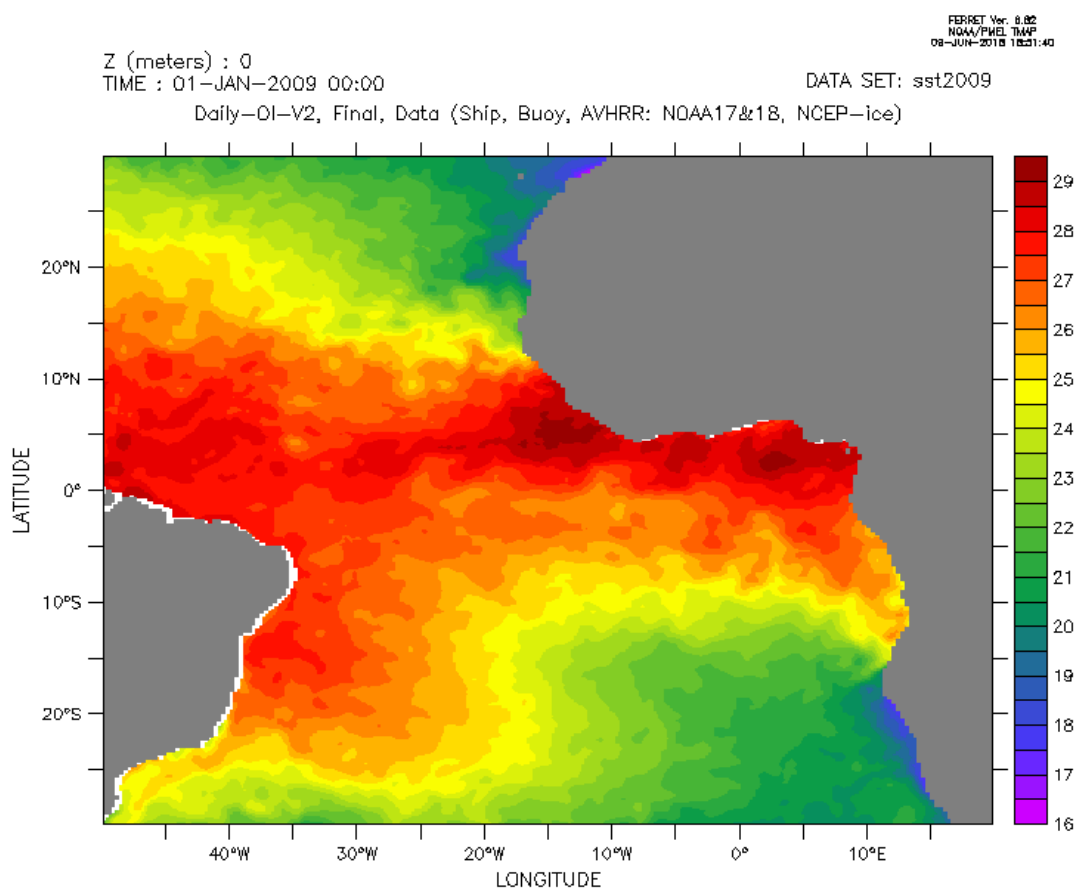 FERRET Ver. 6.82
NOAA/PMEL TMAP
Z (meters) : 0
TIME : 01-JAN-2009 00:00
DATA SET: sst2009
Daily-OI-V2, Final, Data (Ship, Buoy, AVHRR: NOAA17&18, NCEP-ice)
29
28
27
26
25
24
23
22
21
20
19
18
17
16
20°N
10°N
0°
10°S
20°S
LATITUDE
40°W
30°W
20°W
10°W
0°
10°E
LONGITUDE